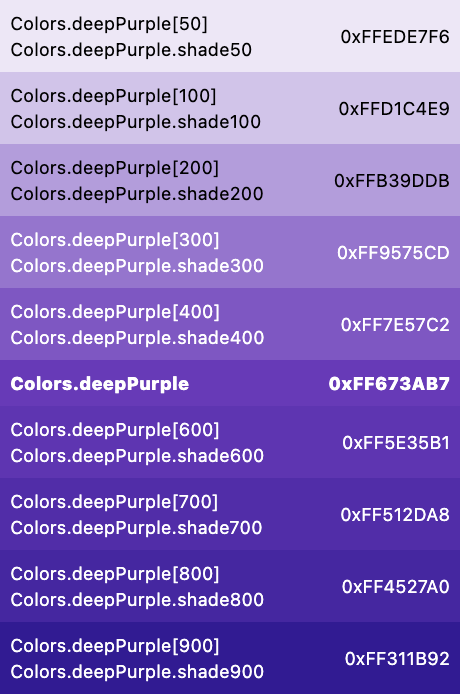 Colors.deepPurple[50]
Colors.deepPurple.shade50
0xFFEDE7F6
Colors.deepPurple[100]
Colors.deepPurple.shade100
0xFFD1C4E9
Colors.deepPurple[200]
Colors.deepPurple.shade200
0xFFB39DDB
Colors.deepPurple[300]
Colors.deepPurple.shade300
0xFF9575CD
Colors.deepPurple[400]
Colors.deepPurple.shade400
0xFF7E57C2
Colors.deepPurple
0xFF673AB7
Colors.deepPurple[600]
Colors.deepPurple.shade600
0xFF5E35B1
Colors.deepPurple[700]
Colors.deepPurple.shade700
0xFF512DA8
Colors.deepPurple[800]
Colors.deepPurple.shade800
0xFF4527A0
Colors.deepPurple[900]
Colors.deepPurple.shade900
0xFF311B92